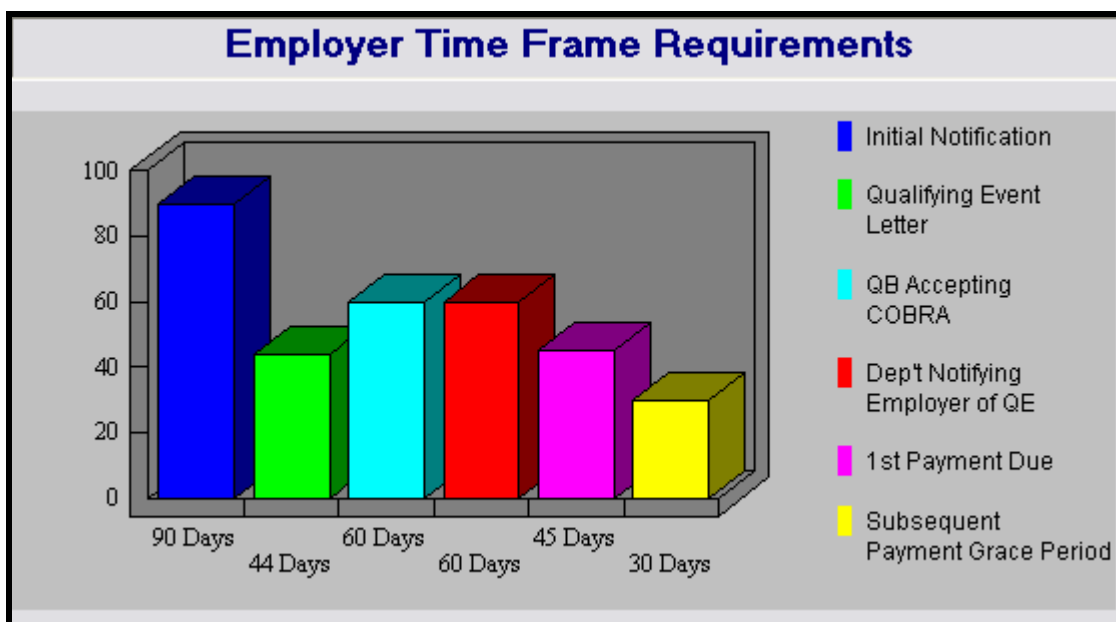 Employer Time Frame Requirements
100
80
60
40
20
0
90 Days
44 Days
60 Days
60 Days
45 Days
30 Days
Initial Notification
Qualifying Event
Letter
QB Accepting
COBRA
Dep't Notifying
Employer of QE
1st Payment Due
Subsequent
Payment Grace Period